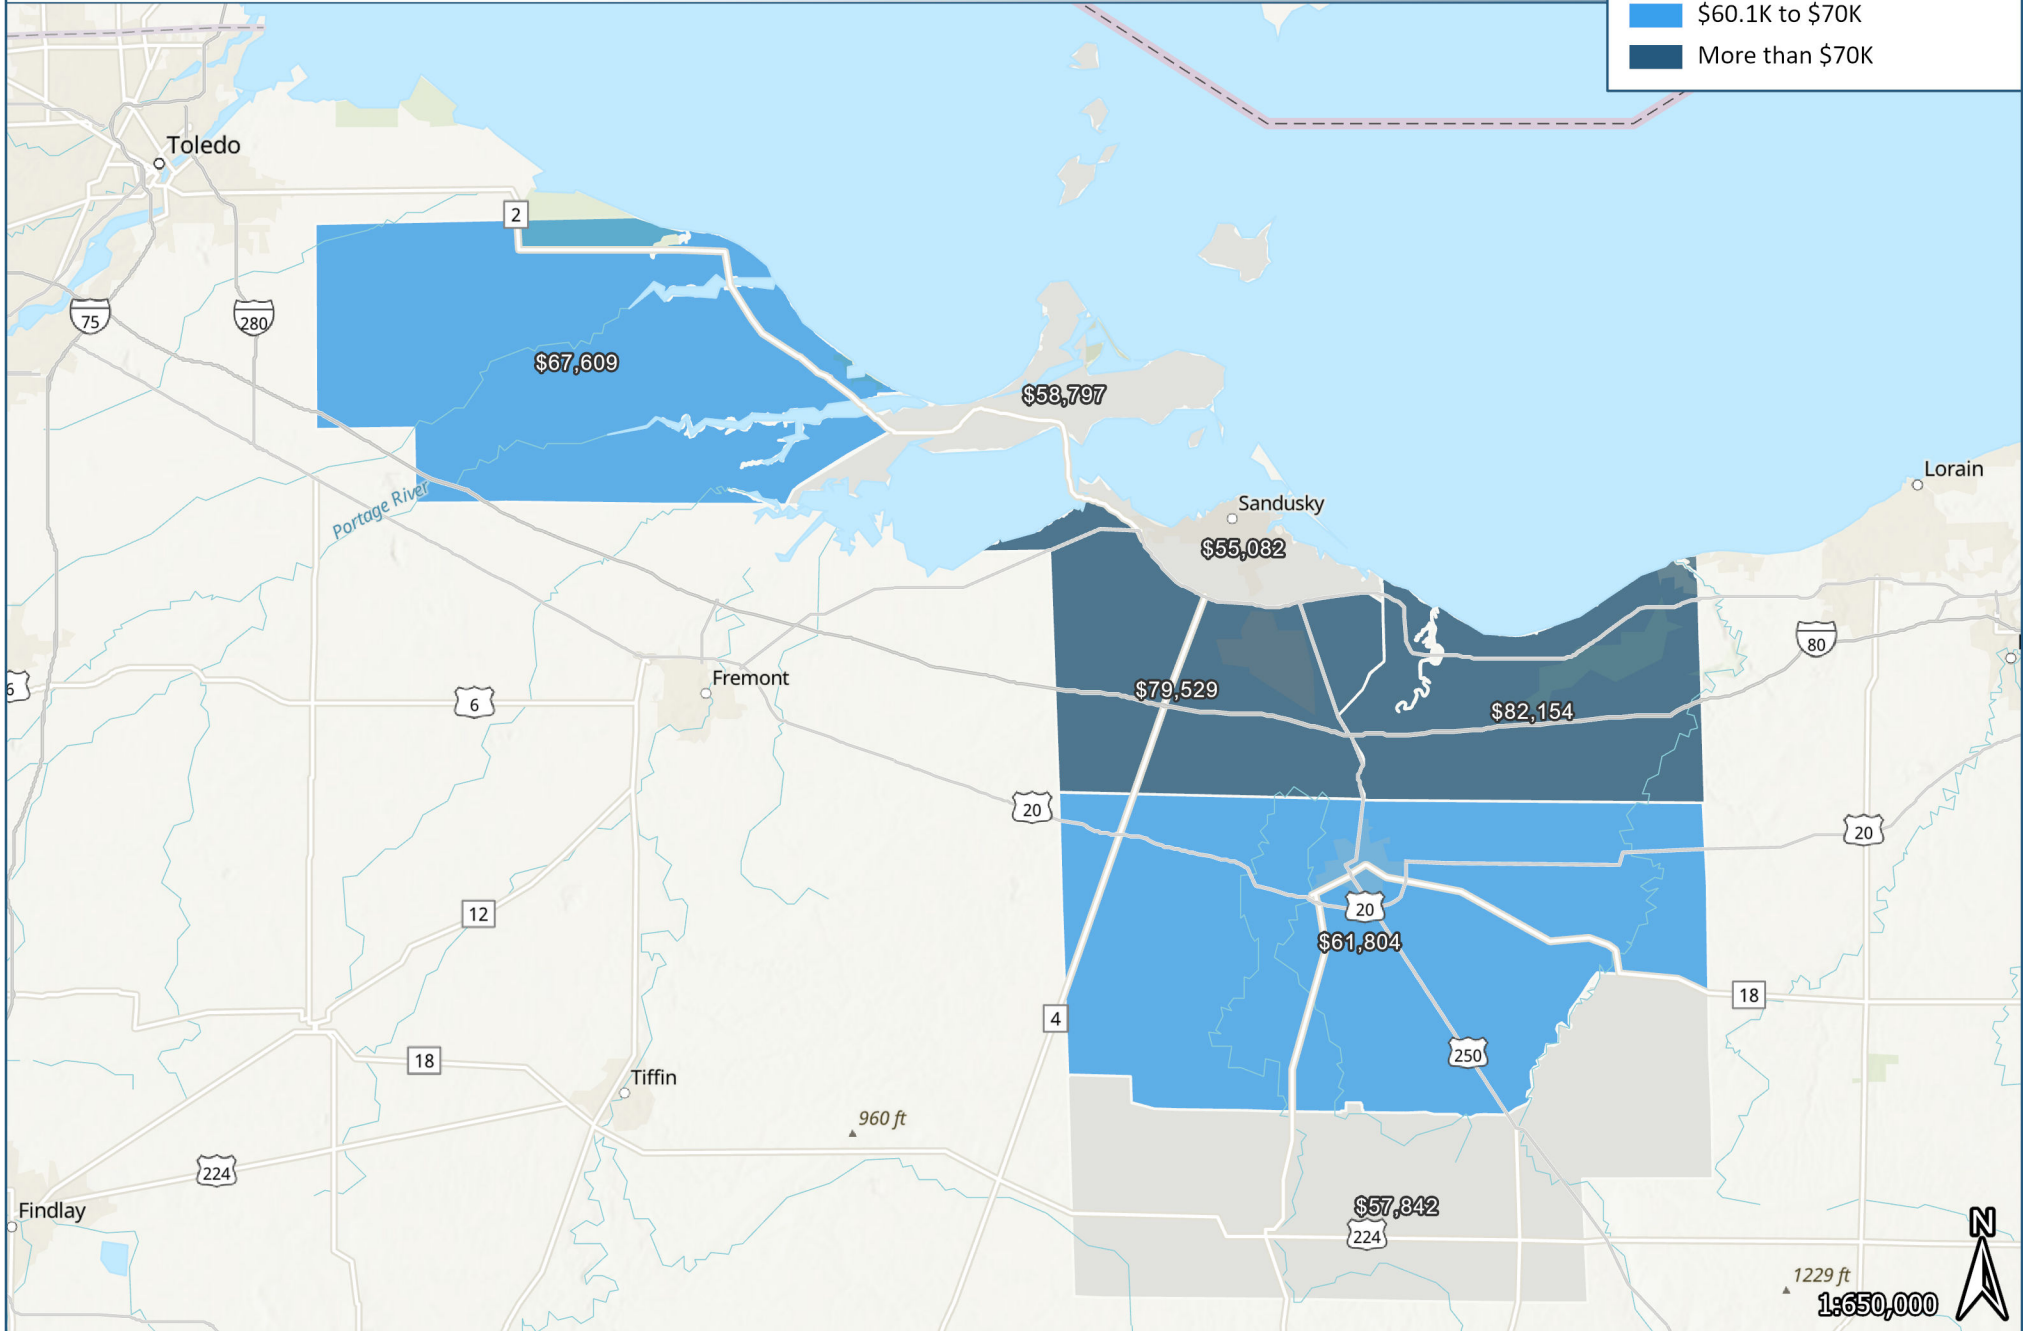 $60.1K to $70K
More than $70K
Toledo
2
75
280
$67,609
$58,797
Lorain
Portage River
Sandusky
$55,082
80
Fremont
6
6
$79,529
$82,154
20
20
12
20
$61,804
18
4
250
18
Tiffin
960 ft
224
$57,842
Findlay
224
N
1229 ft
1:650,000